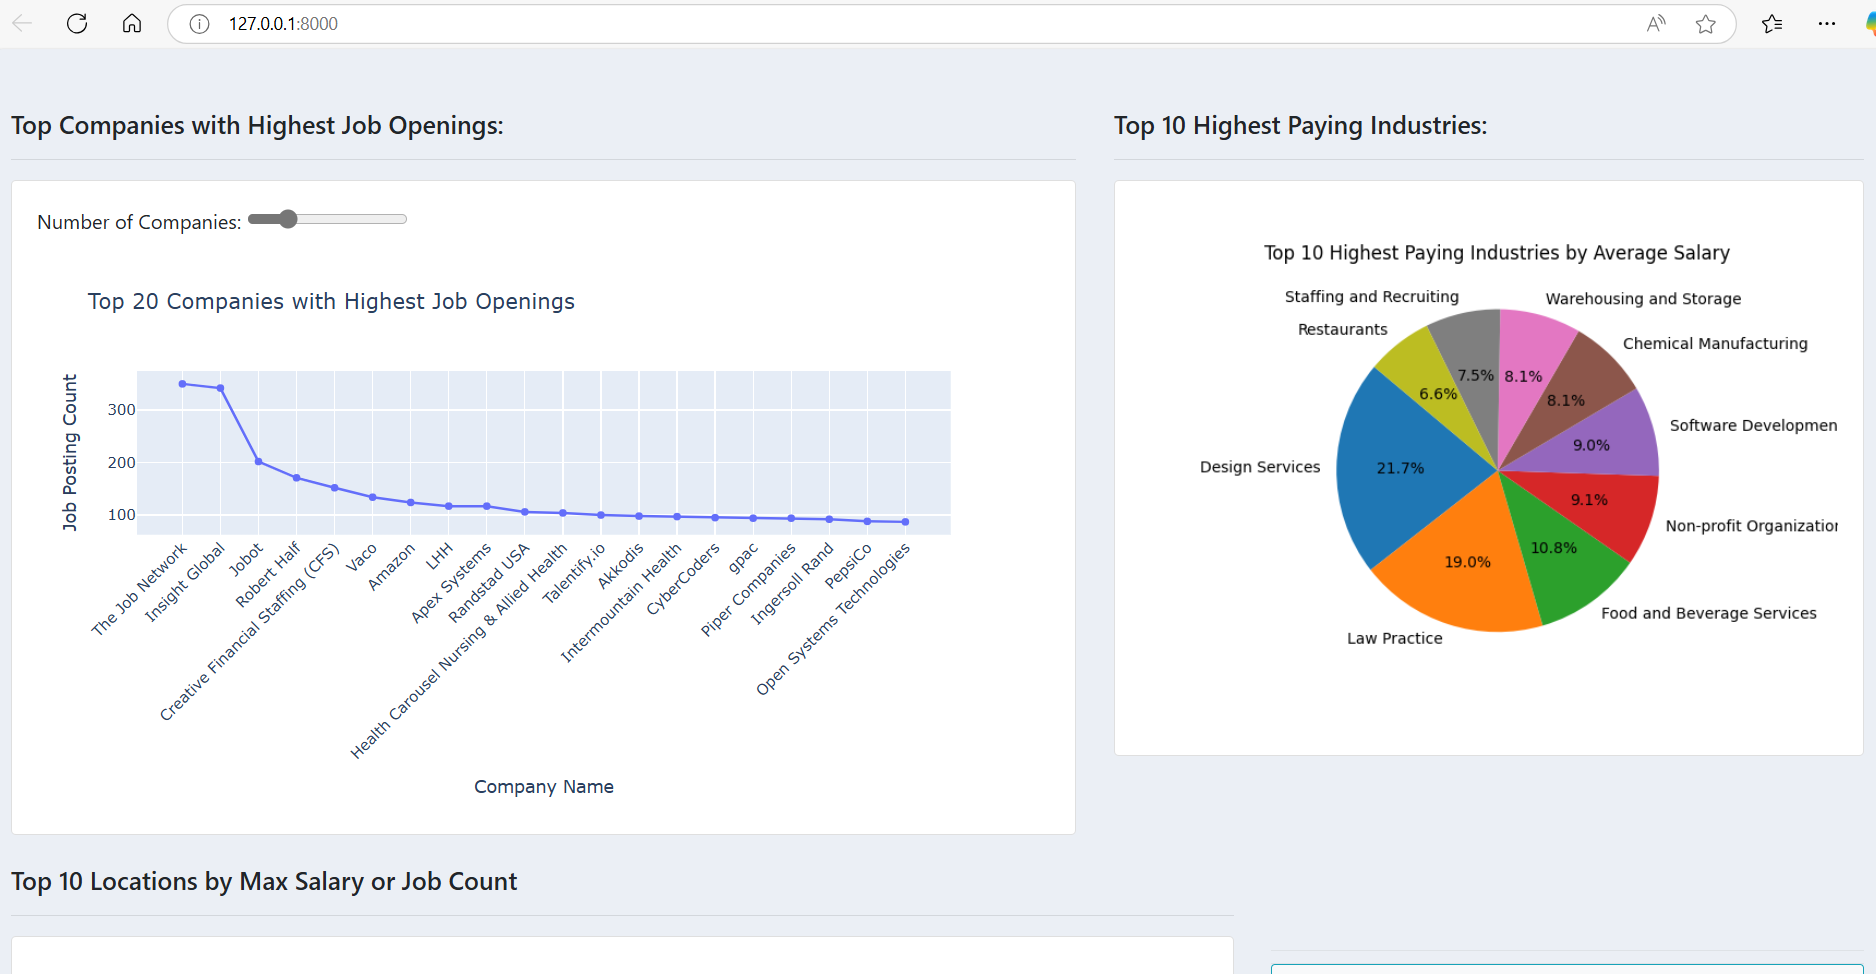 127.0.0.1:8000
Top Companies with Highest Job Openings:
Number of Companies:
Top 20 Companies with Highest Job Openings
Job Posting Count
300
200
100
The Job Network
Insight Global
Jobot
Robert Half
Creative Financial Staffing (CFS)
Vaco
Amazon
LHH
Apex Systems
Randstad USA
Health Carousel Nursing & Allied Health
Talentify.io
Akkodis
Intermountain Health
CyberCoders
gpac
Piper Companies
Ingersoll Rand
PepsiCo
Open Systems Technologies
Company Name
Top 10 Highest Paying Industries:
Top 10 Highest Paying Industries by Average Salary
Staffing and Recruiting
Warehousing and Storage
Restaurants
Chemical Manufacturing
7.5%
8.1%
6.6%
8.1%
Software Developmen
9.0%
Design Services
21.7%
9.1%
Non-profit Organization
10.8%
19.0%
Food and Beverage Services
Law Practice
Top 10 Locations by Max Salary or Job Count